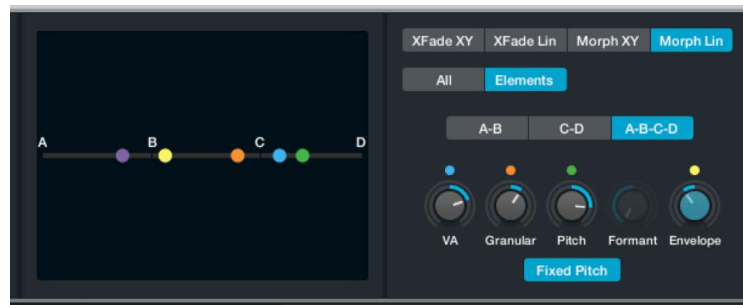 XFade XY XFade Lin Morph XY Morph Lin
All Elements
A-B C-D A-B-C-D
A B C D
VA Granular Pitch Formant Envelope
Fixed Pitch